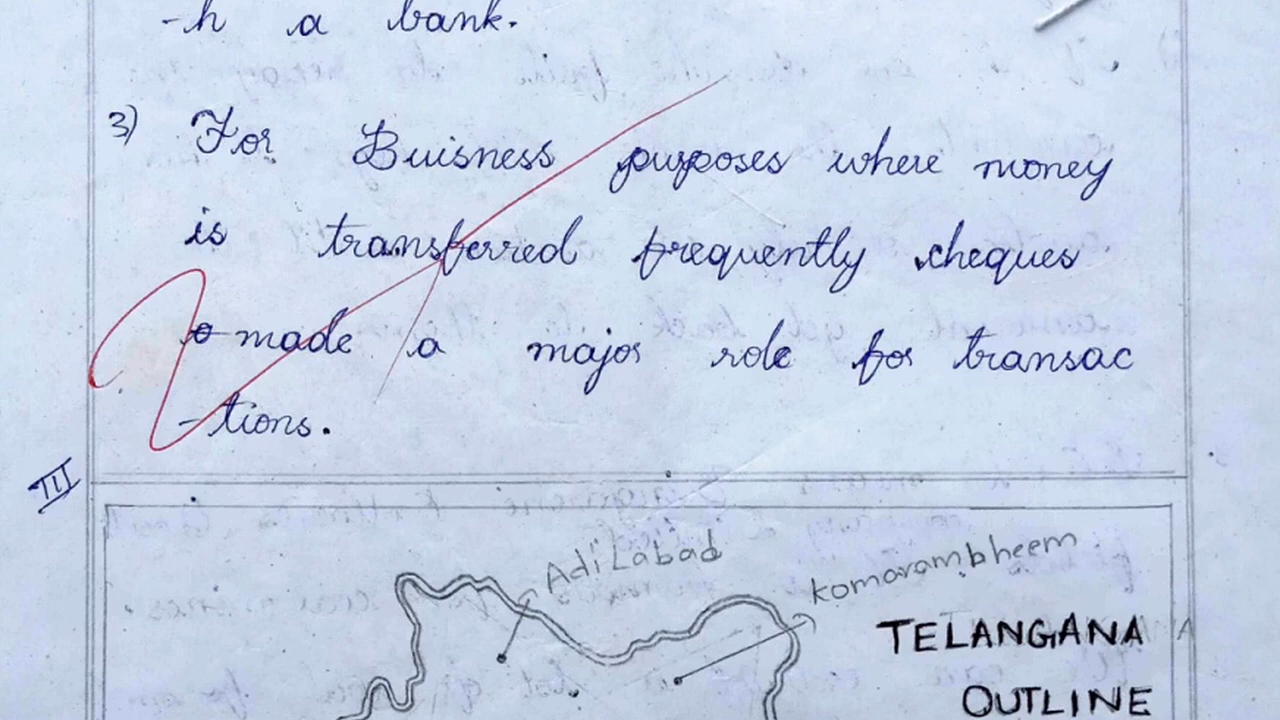 -h a bank.
3) For Buisness purposes where money
is transferred frequently cheques
made a major role for transac
-tions.
III
AdiLabad
komarambheem
TELANGANA
OUTLINE